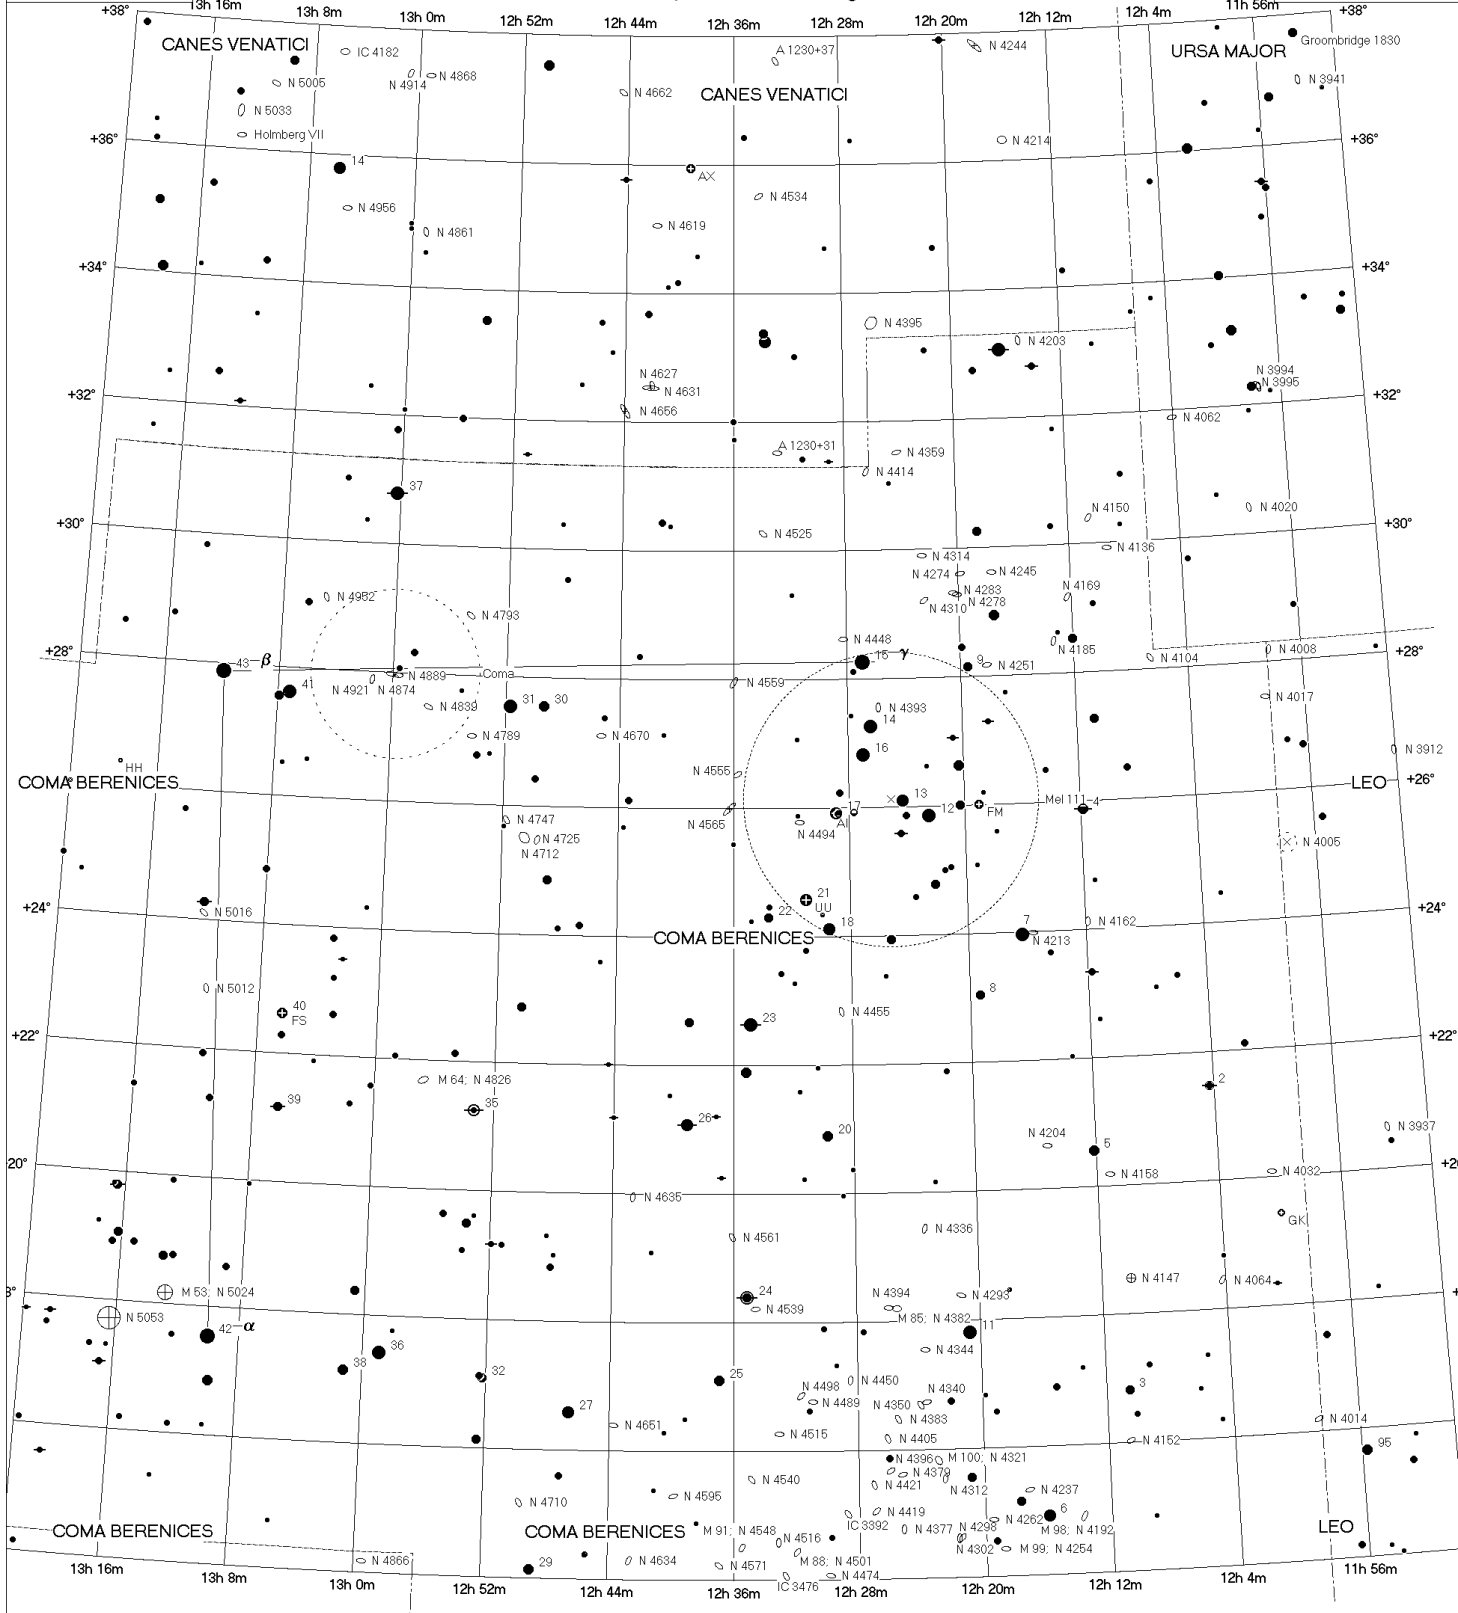 +38°
13h 16m
13h 8m
13h 0m
12h 52m
12h 44m
12h 36m
12h 28m
12h 20m
12h 12m
12h 4m
11h 56m
+38°
CANES VENATICI
IC 4182
A 1230+37
N 4244
URSA MAJOR
Groombridge 1830
N 5005
N 4914
N 4868
N 3941
N 4662
CANES VENATICI
N 5033
Holmberg VII
+36°
N 4214
+36°
14
AX
N 4534
N 4956
N 4619
N 4861
+34°
+34°
N 4395
N 4203
N 4627
N 4631
N 3994
N 3995
+32°
N 4656
N 4062
+32°
A 1230+31
N 4359
N 4414
37
N 4150
N 4020
+30°
N 4525
+30°
N 4136
N 4314
N 4274
N 4245
N 4283
N 4169
N 4952
N 4310
N 4278
N 4793
N 4448
+28°
43
β
15
γ
9
N 4251
N 4185
N 4104
N 4008
+28°
N 4889
Coma
N 4921
N 4874
41
N 4559
N 4839
31
30
N 4393
N 4017
14
N 4789
N 4670
16
N 3912
HH
N 4555
COMA BERENICES
LEO
+26°
13
17
12
FM
Mel 111
4
N 4565
AI
N 4494
N 4747
N 4725
N 4712
N 4005
+24°
N 5016
21
UU
22
18
7
N 4162
+24°
COMA BERENICES
N 4213
N 5012
8
40
FS
N 4455
23
+22°
+22°
M 64; N 4826
2
39
35
26
20
N 4204
5
N 3937
20°
N 4158
N 4032
N 4635
GK
N 4336
N 4561
N 4147
N 4064
M 53; N 5024
24
N 4394
N 4293
N 5053
N 4539
M 85; N 4382
42
α
11
36
N 4344
38
32
25
N 4498
N 4450
N 4340
3
N 4489
N 4350
27
N 4383
N 4651
N 4515
N 4405
N 4014
N 4152
95
N 4396
M 100; N 4321
N 4379
N 4540
N 4421
N 4312
N 4237
N 4710
N 4595
N 4419
6
IC 3392
N 4262
COMA BERENICES
COMA BERENICES
M 91; N 4548
N 4377
N 4298
M 98; N 4192
LEO
N 4516
N 4302
M 99; N 4254
N 4866
29
N 4634
N 4571
M 88; N 4501
N 4474
IC 3476
13h 16m
13h 8m
13h 0m
12h 52m
12h 44m
12h 36m
12h 28m
12h 20m
12h 12m
12h 4m
11h 56m